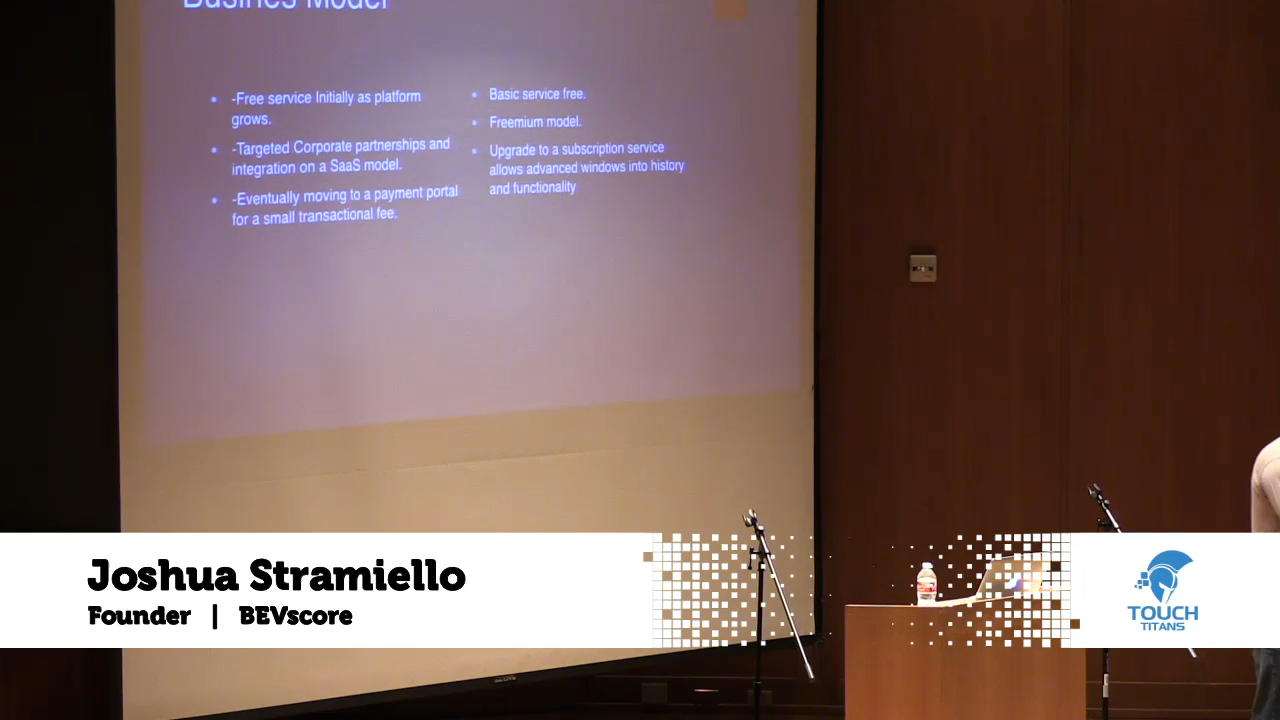 Busines Model
-Free service Initially as platform
grows.
-Targeted Corporate partnerships and
integration on a SaaS model.
-Eventually moving to a payment portal
for a small transactional fee.
Basic service free.
Freemium model.
Upgrade to a subscription service
allows advanced windows into history
and functionality
Joshua Stramiello
Founder | BEVscore
TOUCH
TITANS